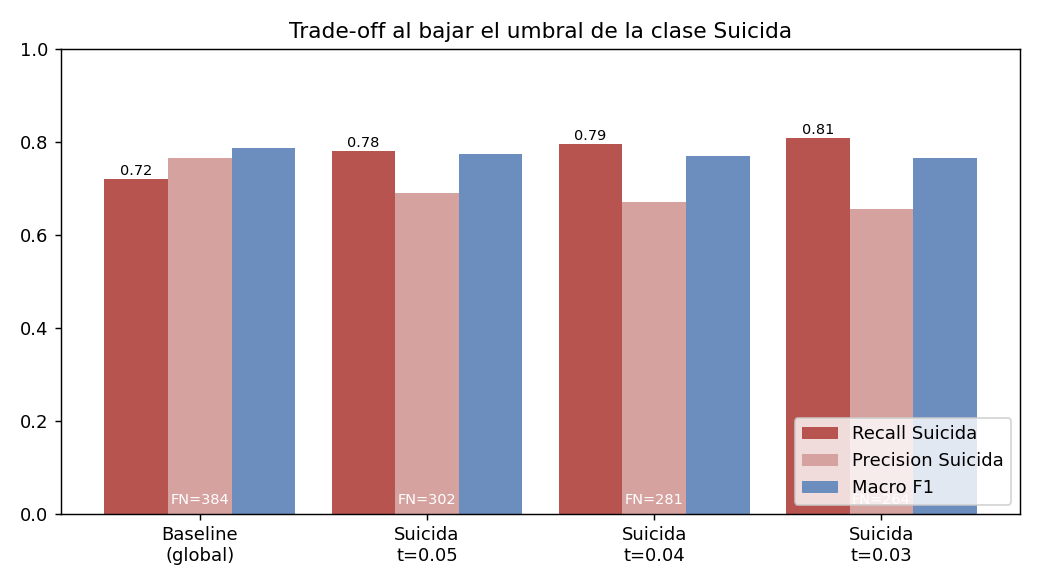 Trade-off al bajar el umbral de la clase Suicida
1.0
0.8
0.6
0.4
0.2
0.0
0.72
0.78
0.79
0.81
FN=384
FN=302
FN=281
Recall Suicida
Precision Suicida
Macro F1
Baseline
(global)
Suicida
t=0.05
Suicida
t=0.04
Suicida
t=0.03